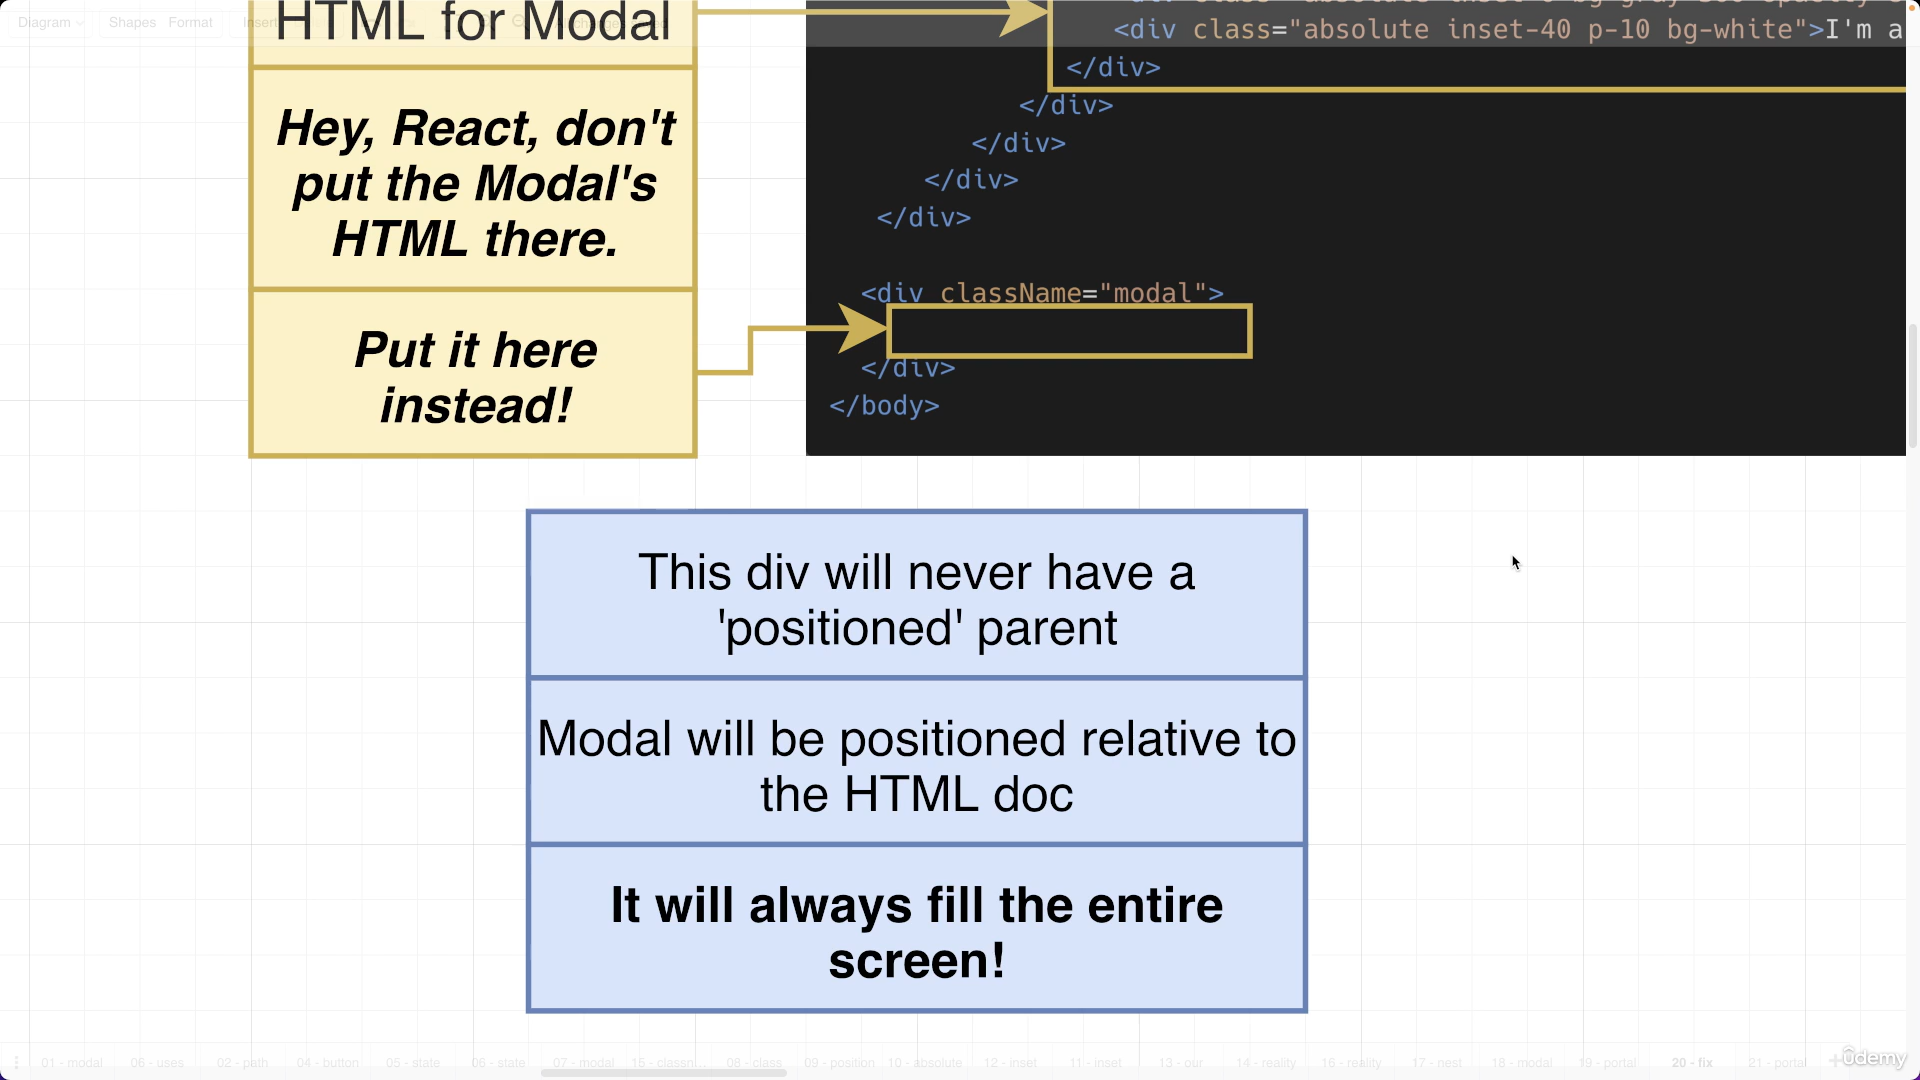 Diagram Shapes Format Insert
HTML for Modal
<div class="absolute inset-40 p-10 bg-white">I'm a
</div>
</div>
</div>
</div>
</div>
Hey, React, don't
put the Modal's
HTML there.
Put it here
instead!
<div className="modal">
</div>
</body>
This div will never have a
'positioned' parent
Modal will be positioned relative to
the HTML doc
It will always fill the entire
screen!
01 - modal 06 - uses 02 - path 04 - button 05 - state 06 - state 07 - modal 15 - classn 08 - class 09 - position 10 - absolute 12 - inset 11 - inset 13 - our 14 - reality 16 - reality 17 - nest 18 - modal 19 - portal 20 - fix 21 - portal
ûdemy